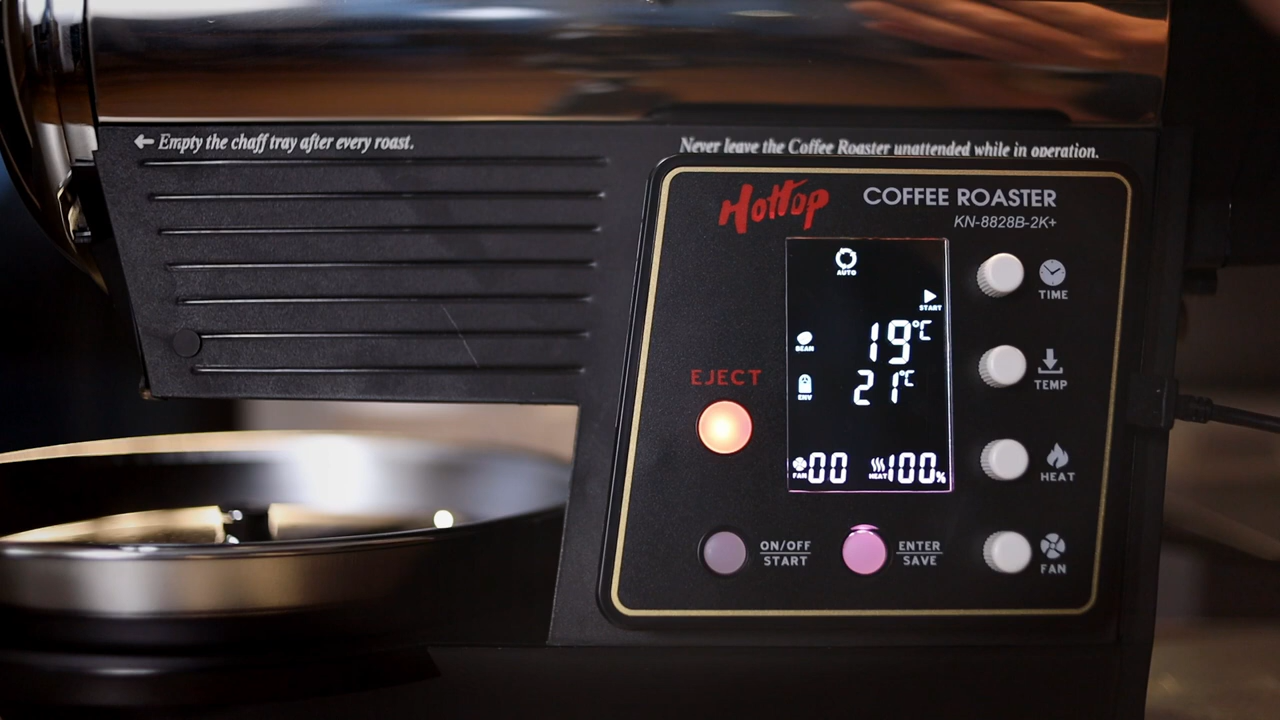 ← Empty the chaff tray after every roast.
Never leave the Coffee Roaster unattended while in operation.
HotTop
COFFEE ROASTER
KN-8828B-2K+
AUTO
TIME
START
BEAN 19°C
EJECT
ENV 21°C
TEMP
FAN 00 HEAT 100%
HEAT
ON/OFF
START
ENTER
SAVE
FAN